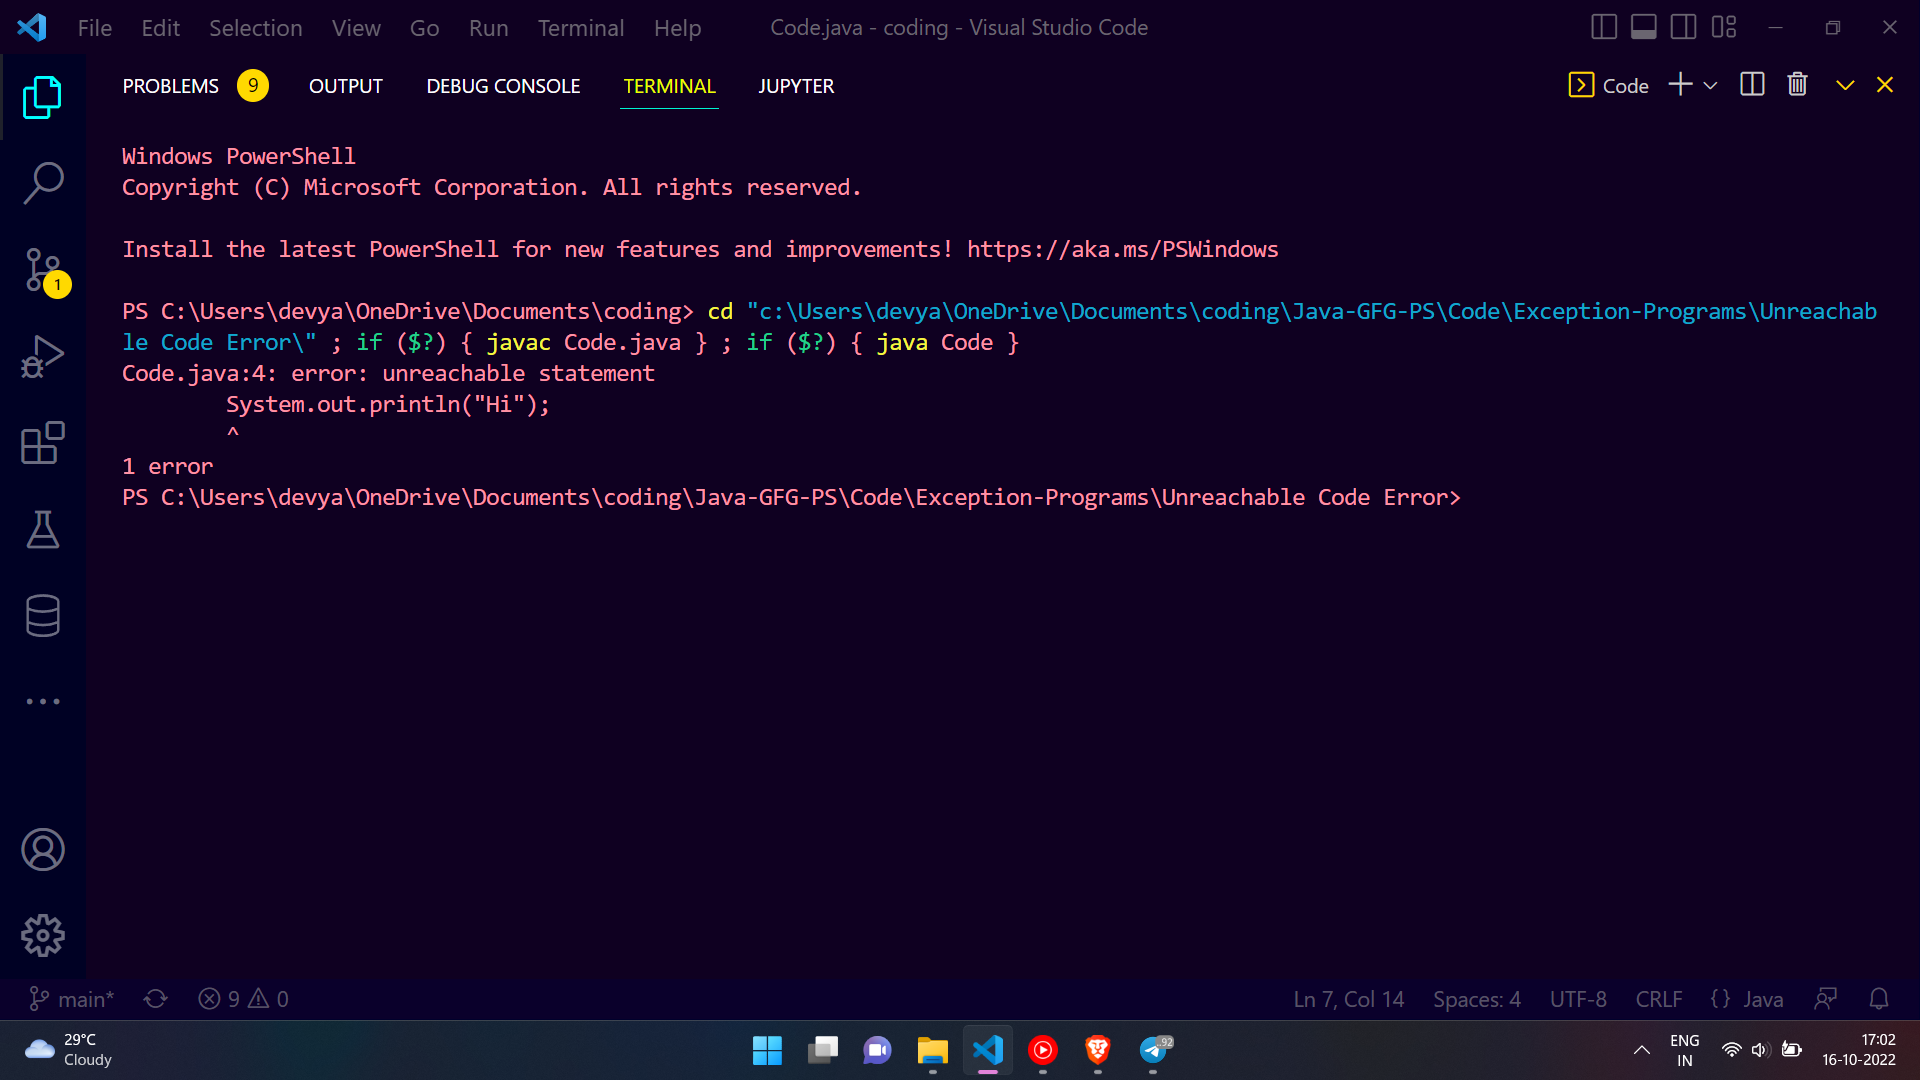 File Edit Selection View Go Run Terminal Help Code.java - coding - Visual Studio Code
PROBLEMS 9 OUTPUT DEBUG CONSOLE TERMINAL JUPYTER Code
Windows PowerShell
Copyright (C) Microsoft Corporation. All rights reserved.
Install the latest PowerShell for new features and improvements! https://aka.ms/PSWindows
PS C:\Users\devya\OneDrive\Documents\coding> cd "c:\Users\devya\OneDrive\Documents\coding\Java-GFG-PS\Code\Exception-Programs\Unreachab
le Code Error\" ; if ($?) { javac Code.java } ; if ($?) { java Code }
Code.java:4: error: unreachable statement
System.out.println("Hi");
^
1 error
PS C:\Users\devya\OneDrive\Documents\coding\Java-GFG-PS\Code\Exception-Programs\Unreachable Code Error>
1
main* 9 0 Ln 7, Col 14 Spaces: 4 UTF-8 CRLF {} Java
29°C
Cloudy
92
ENG
IN
17:02
16-10-2022